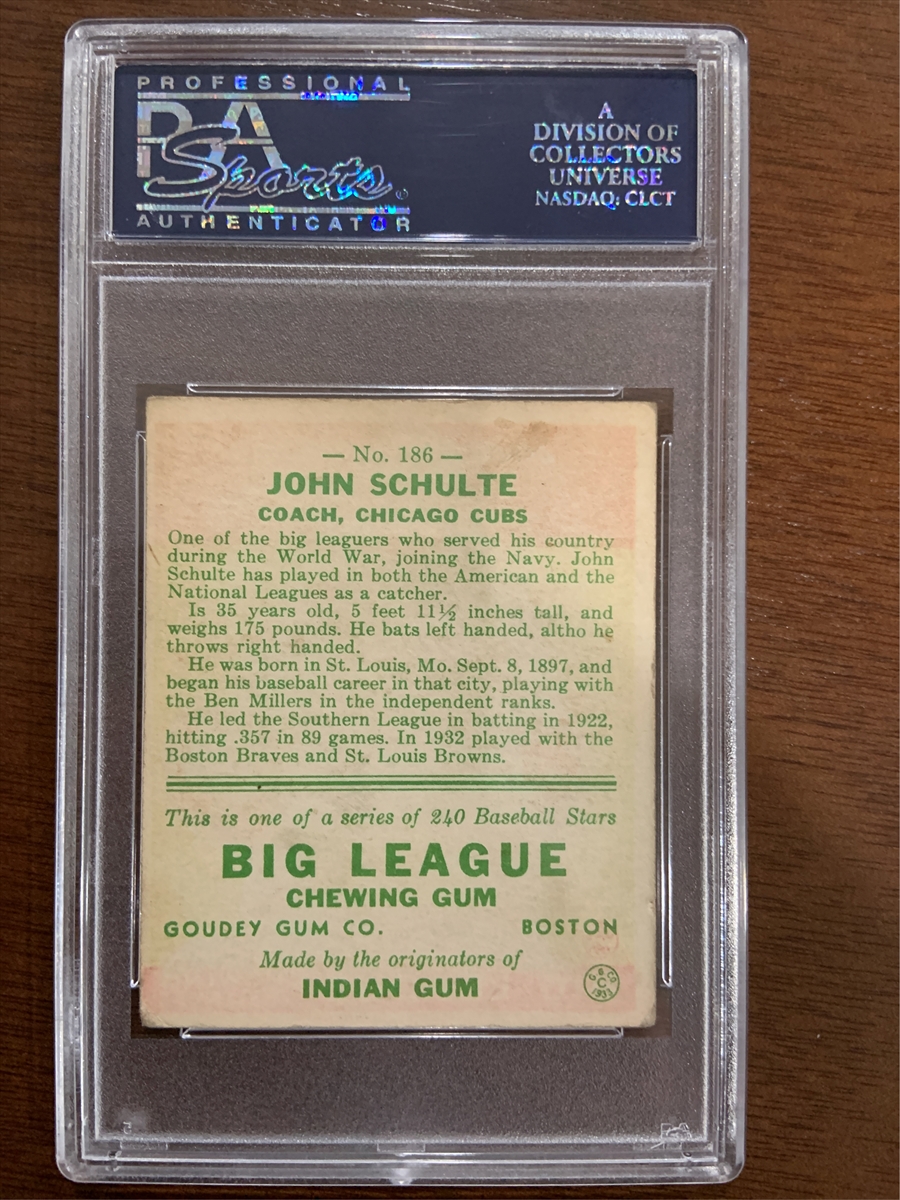 PROFESSIONAL
PSA
Sports
AUTHENTICATOR
A
DIVISION OF
COLLECTORS
UNIVERSE
NASDAQ: CLCT
— No. 186 —
JOHN SCHULTE
COACH, CHICAGO CUBS
One of the big leaguers who served his country
during the World War, joining the Navy. John
Schulte has played in both the American and the
National Leagues as a catcher.
Is 35 years old, 5 feet 11½ inches tall, and
weighs 175 pounds. He bats left handed, altho he
throws right handed.
He was born in St. Louis, Mo. Sept. 8, 1897, and
began his baseball career in that city, playing with
the Ben Millers in the independent ranks.
He led the Southern League in batting in 1922,
hitting .357 in 89 games. In 1932 played with the
Boston Braves and St. Louis Browns.
This is one of a series of 240 Baseball Stars
BIG LEAGUE
CHEWING GUM
GOUDEY GUM CO. BOSTON
Made by the originators of
INDIAN GUM
G G Co
C
1933